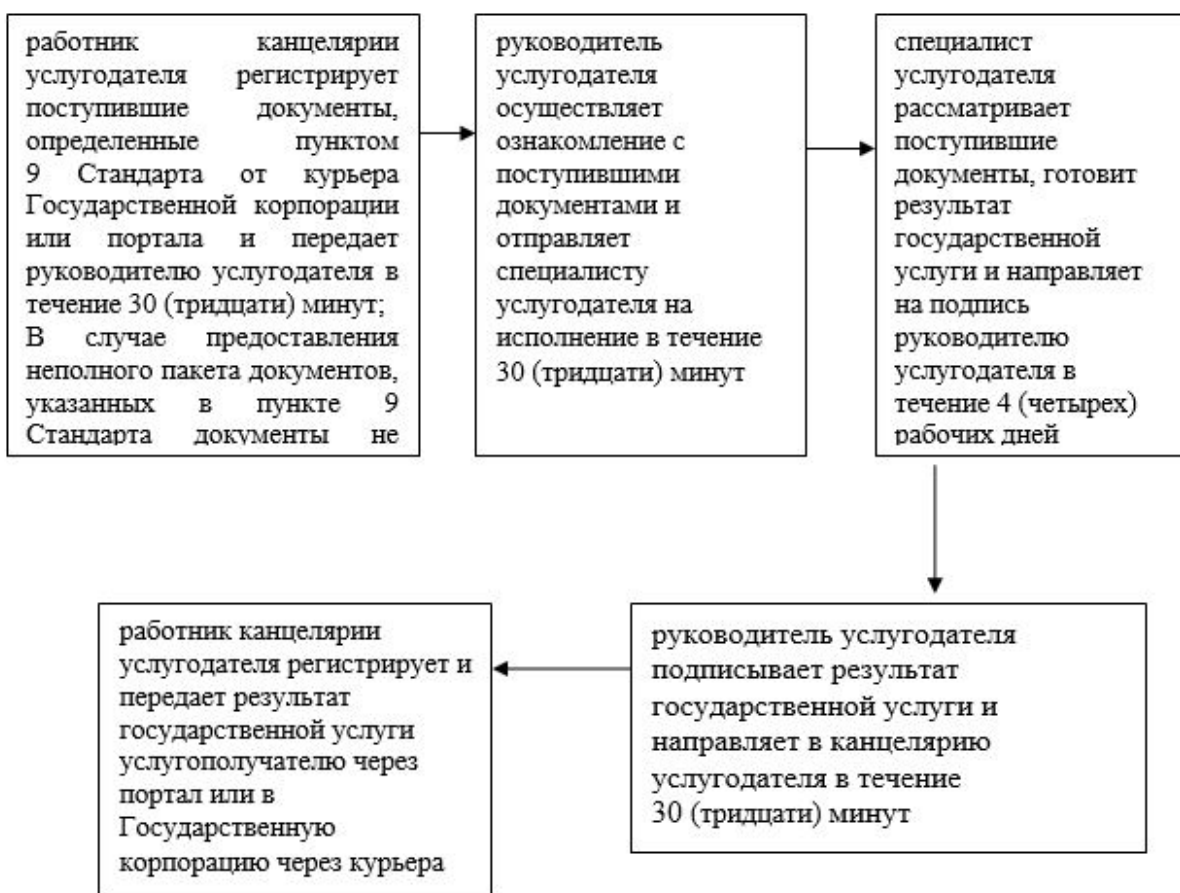 работник канцелярии
услугодателя регистрирует
поступившие документы,
определенные пунктом
9 Стандарта от курьера
Государственной корпорации
или портала и передает
руководителю услугодателя в
течение 30 (тридцати) минут;
В случае предоставления
неполного пакета документов,
указанных в пункте 9
Стандарта документы не
руководитель
услугодателя
осуществляет
ознакомление с
поступившими
документами и
отправляет
специалисту
услугодателя на
исполнение в течение
30 (тридцати) минут
специалист
услугодателя
рассматривает
поступившие
документы, готовит
результат
государственной
услуги и направляет
на подпись
руководителю
услугодателя в
течение 4 (четырех)
рабочих дней
руководитель услугодателя
подписывает результат
государственной услуги и
направляет в канцелярию
услугодателя в течение
30 (тридцати) минут
работник канцелярии
услугодателя регистрирует и
передает результат
государственной услуги
услугополучателю через
портал или в
Государственную
корпорацию через курьера